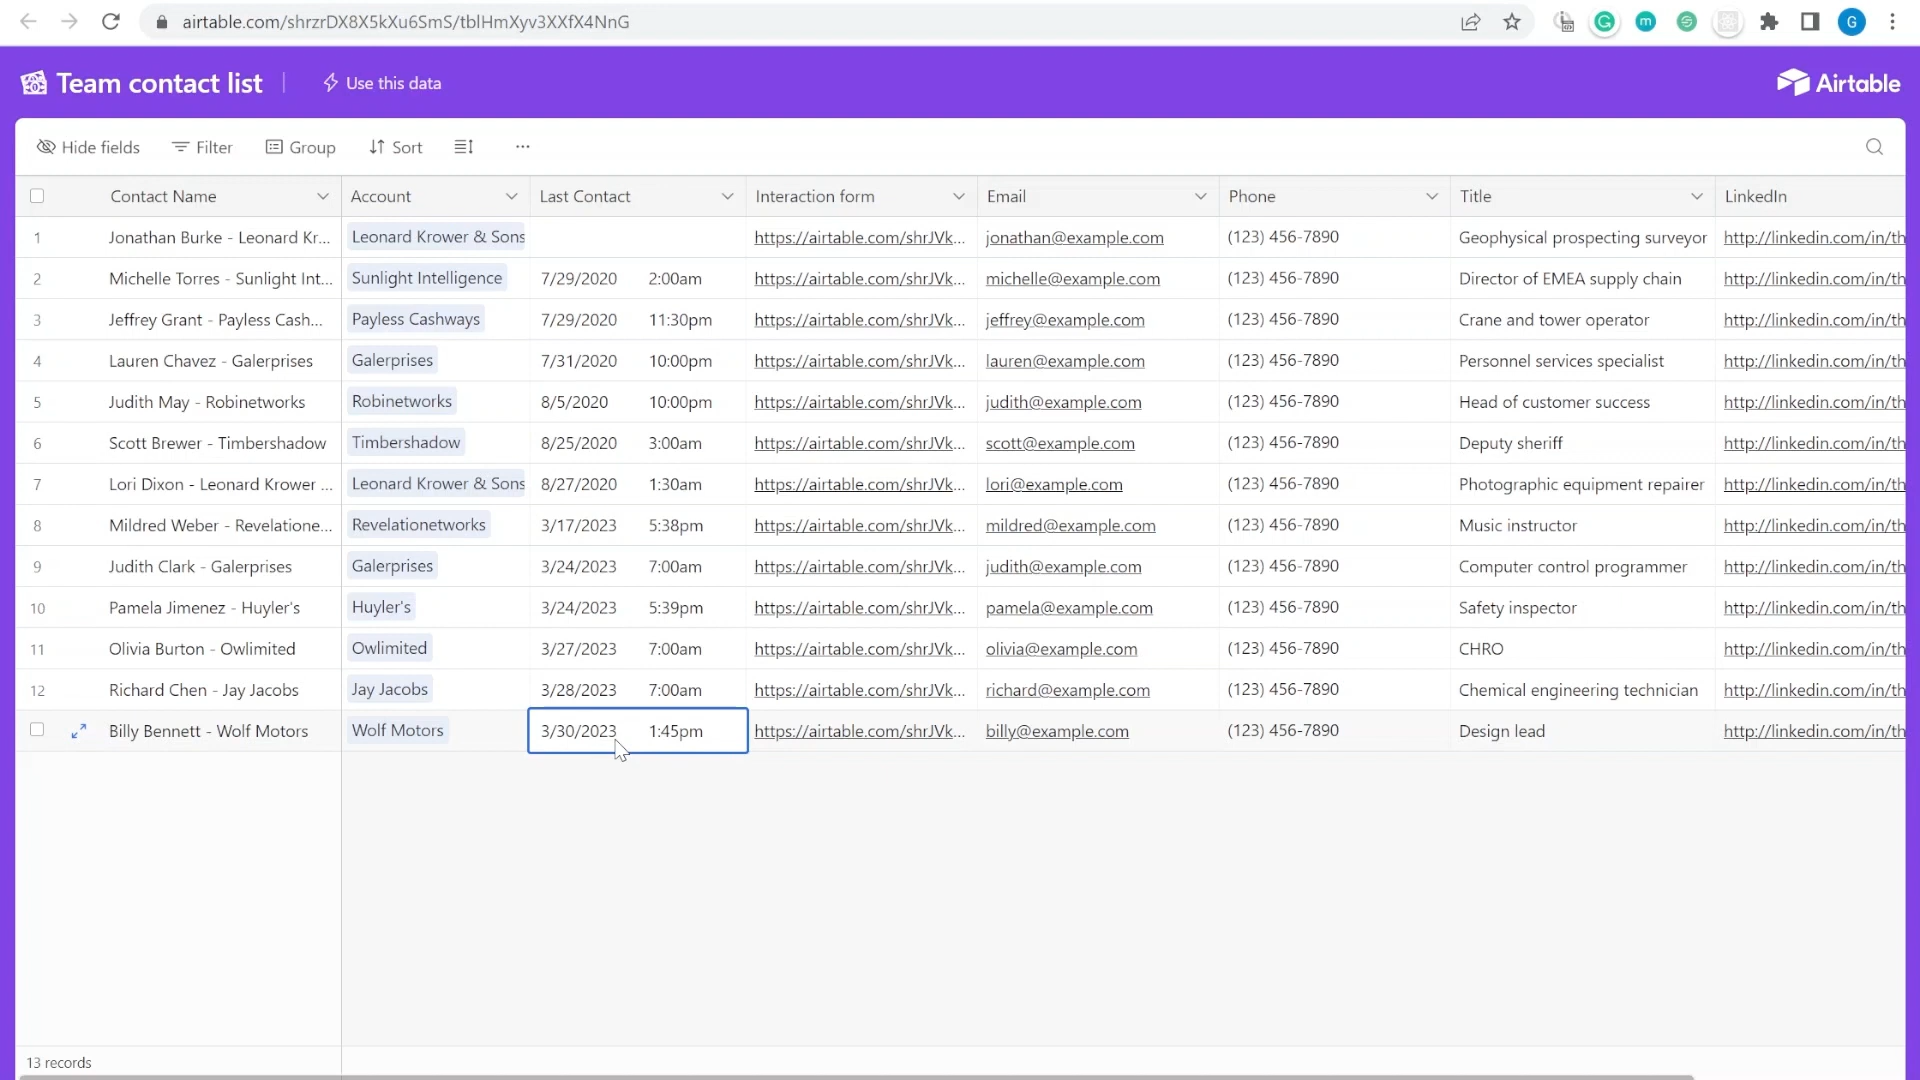 airtable.com/shrzrDX8X5kXu6SmS/tblHmXyv3XXfX4NnG
G
Team contact list
Use this data
Airtable
Hide fields Filter Group Sort ...
Contact Name Account Last Contact Interaction form Email Phone Title LinkedIn
1 Jonathan Burke - Leonard Kr... Leonard Krower & Sons https://airtable.com/shrJVk... jonathan@example.com (123) 456-7890 Geophysical prospecting surveyor http://linkedin.com/in/th
2 Michelle Torres - Sunlight Int... Sunlight Intelligence 7/29/2020 2:00am https://airtable.com/shrJVk... michelle@example.com (123) 456-7890 Director of EMEA supply chain http://linkedin.com/in/th
3 Jeffrey Grant - Payless Cash... Payless Cashways 7/29/2020 11:30pm https://airtable.com/shrJVk... jeffrey@example.com (123) 456-7890 Crane and tower operator http://linkedin.com/in/th
4 Lauren Chavez - Galerprises Galerprises 7/31/2020 10:00pm https://airtable.com/shrJVk... lauren@example.com (123) 456-7890 Personnel services specialist http://linkedin.com/in/th
5 Judith May - Robinetworks Robinetworks 8/5/2020 10:00pm https://airtable.com/shrJVk... judith@example.com (123) 456-7890 Head of customer success http://linkedin.com/in/th
6 Scott Brewer - Timbershadow Timbershadow 8/25/2020 3:00am https://airtable.com/shrJVk... scott@example.com (123) 456-7890 Deputy sheriff http://linkedin.com/in/th
7 Lori Dixon - Leonard Krower ... Leonard Krower & Sons 8/27/2020 1:30am https://airtable.com/shrJVk... lori@example.com (123) 456-7890 Photographic equipment repairer http://linkedin.com/in/th
8 Mildred Weber - Revelatione... Revelationetworks 3/17/2023 5:38pm https://airtable.com/shrJVk... mildred@example.com (123) 456-7890 Music instructor http://linkedin.com/in/th
9 Judith Clark - Galerprises Galerprises 3/24/2023 7:00am https://airtable.com/shrJVk... judith@example.com (123) 456-7890 Computer control programmer http://linkedin.com/in/th
10 Pamela Jimenez - Huyler's Huyler's 3/24/2023 5:39pm https://airtable.com/shrJVk... pamela@example.com (123) 456-7890 Safety inspector http://linkedin.com/in/th
11 Olivia Burton - Owlimited Owlimited 3/27/2023 7:00am https://airtable.com/shrJVk... olivia@example.com (123) 456-7890 CHRO http://linkedin.com/in/th
12 Richard Chen - Jay Jacobs Jay Jacobs 3/28/2023 7:00am https://airtable.com/shrJVk... richard@example.com (123) 456-7890 Chemical engineering technician http://linkedin.com/in/th
Billy Bennett - Wolf Motors Wolf Motors 3/30/2023 1:45pm https://airtable.com/shrJVk... billy@example.com (123) 456-7890 Design lead http://linkedin.com/in/th
13 records